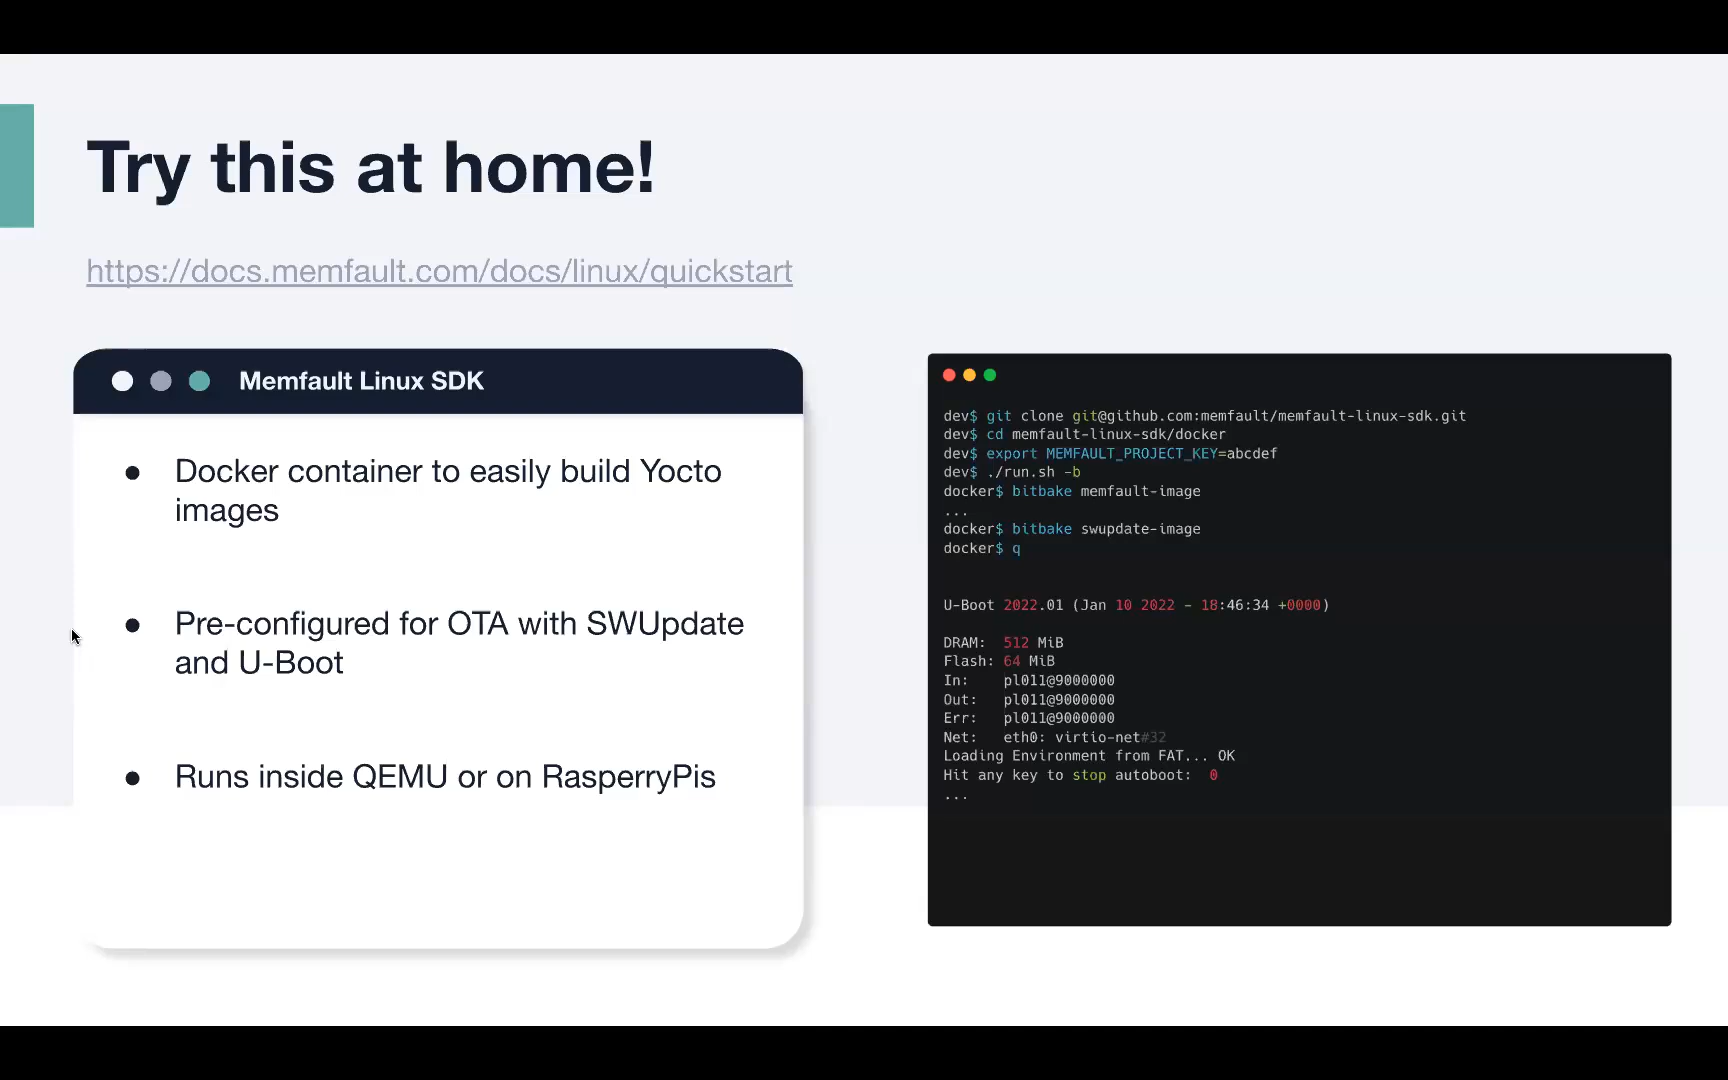 Try this at home!
https://docs.memfault.com/docs/linux/quickstart
Memfault Linux SDK
● Docker container to easily build Yocto
images
● Pre-configured for OTA with SWUpdate
and U-Boot
● Runs inside QEMU or on RasperryPis
dev$ git clone git@github.com:memfault/memfault-linux-sdk.git
dev$ cd memfault-linux-sdk/docker
dev$ export MEMFAULT_PROJECT_KEY=abcdef
dev$ ./run.sh -b
docker$ bitbake memfault-image
...
docker$ bitbake swupdate-image
docker$ q
U-Boot 2022.01 (Jan 10 2022 - 18:46:34 +0000)
DRAM: 512 MiB
Flash: 64 MiB
In: pl011@9000000
Out: pl011@9000000
Err: pl011@9000000
Net: eth0: virtio-net#32
Loading Environment from FAT... OK
Hit any key to stop autoboot: 0
...